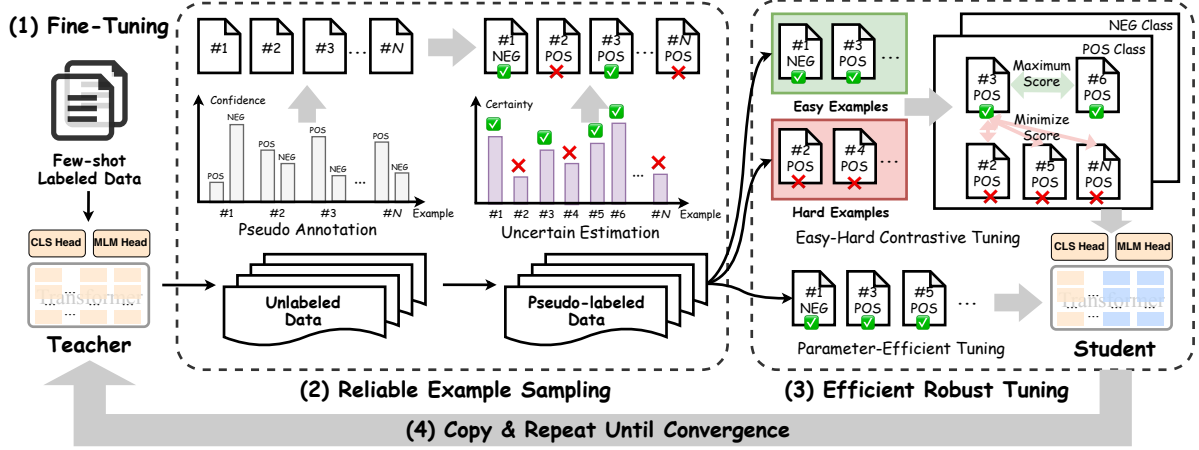 (1) Fine-Tuning
Few-shot
Labeled Data
CLS Head
MLM Head
Transformer
... ...
... ...
Teacher
#1
#2
#3
...
#N
#1
NEG
#2
POS
#3
POS
...
#N
POS
Confidence
POS
NEG
POS
NEG
POS
NEG
...
POS
NEG
#1
#2
#3
#N
Example
Pseudo Annotation
Certainty
...
#1
#2
#3
#4
#5
#6
#N
Example
Uncertain Estimation
Unlabeled
Data
Pseudo-labeled
Data
(2) Reliable Example Sampling
#1
NEG
#3
POS
...
Easy Examples
#2
POS
#4
POS
...
Hard Examples
NEG Class
POS Class
#3
POS
Maximum
Score
#6
POS
Minimize
Score
#2
POS
#5
POS
#N
POS
Easy-Hard Contrastive Tuning
CLS Head
MLM Head
Transformer
... ...
... ...
Student
#1
NEG
#3
POS
#5
POS
...
Parameter-Efficient Tuning
(3) Efficient Robust Tuning
(4) Copy & Repeat Until Convergence